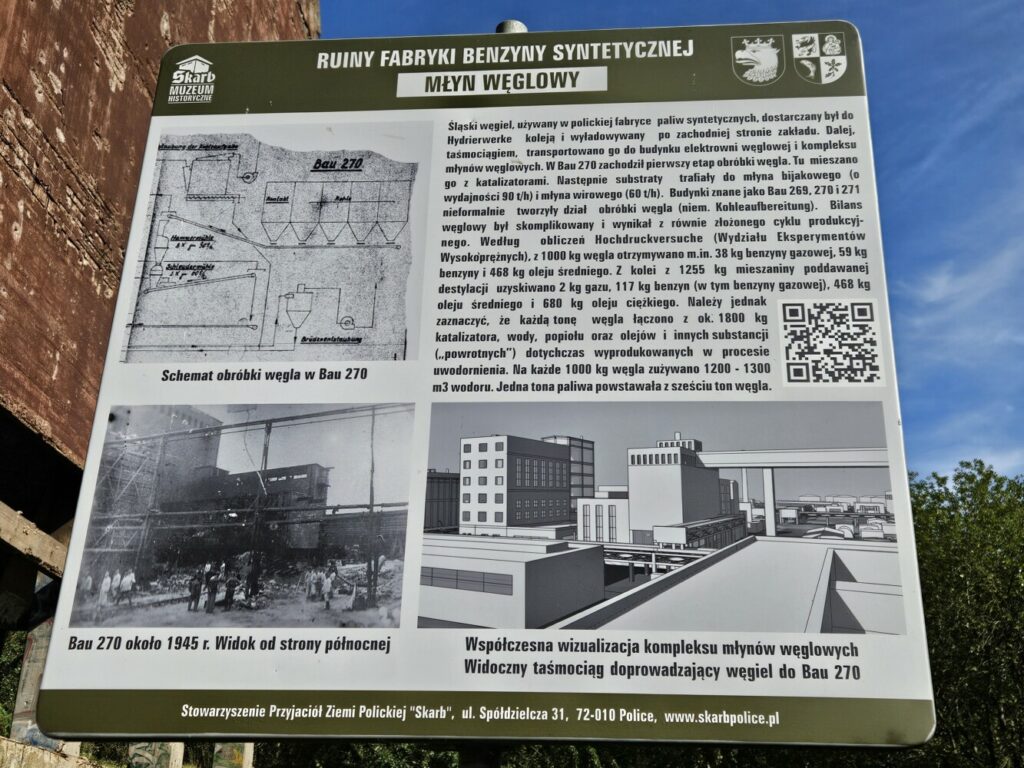 Skarb
MUZEUM
HISTORYCZNE
RUINY FABRYKI BENZYNY SYNTETYCZNEJ
MŁYN WĘGLOWY
Śląski węgiel, używany w polickiej fabryce paliw syntetycznych, dostarczany był do
Hydrierwerke koleją i wyładowywany po zachodniej stronie zakładu. Dalej,
taśmociągiem, transportowano go do budynku elektrowni węglowej i kompleksu
młynów węglowych. W Bau 270 zachodził pierwszy etap obróbki węgla. Tu mieszano
go z katalizatorami. Następnie substraty trafiały do młyna bijakowego (o
wydajności 90 t/h) i młyna wirowego (60 t/h). Budynki znane jako Bau 269, 270 i 271
nieformalnie tworzyły dział obróbki węgla (niem. Kohleaufbereitung). Bilans
węglowy był skomplikowany i wynikał z równie złożonego cyklu produkcyj-
nego. Według obliczeń Hochdruckversuche (Wydziału Eksperymentów
Wysokoprężnych), z 1000 kg węgla otrzymywano m.in. 38 kg benzyny gazowej, 59 kg
benzyny i 468 kg oleju średniego. Z kolei z 1255 kg mieszaniny poddawanej
destylacji uzyskiwano 2 kg gazu, 117 kg benzyn (w tym benzyny gazowej), 468 kg
oleju średniego i 680 kg oleju ciężkiego. Należy jednak
zaznaczyć, że każdą tonę węgla łączono z ok. 1800 kg
katalizatora, wody, popiołu oraz olejów i innych substancji
(„powrotnych") dotychczas wyprodukowanych w procesie
uwodornienia. Na każde 1000 kg węgla zużywano 1200 - 1300
m3 wodoru. Jedna tona paliwa powstawała z sześciu ton węgla.
Bau 270
Kohle
Hammermühle
Schleudermühle
Brüdenentstaubung
Schemat obróbki węgla w Bau 270
Bau 270 około 1945 r. Widok od strony północnej
Współczesna wizualizacja kompleksu młynów węglowych
Widoczny taśmociąg doprowadzający węgiel do Bau 270
Stowarzyszenie Przyjaciół Ziemi Polickiej "Skarb", ul. Spółdzielcza 31, 72-010 Police, www.skarbpolice.pl